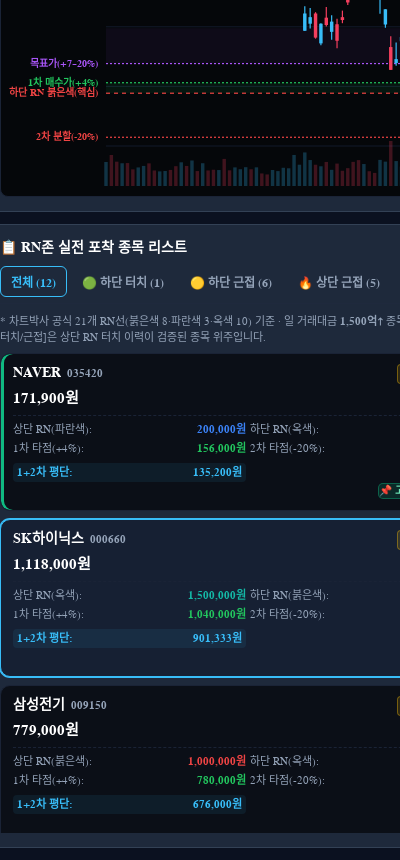 목표가(+7~20%)
1차 매수가(+4%)
하단 RN 붉은색(핵심)
2차 분할(-20%)
📋 RN존 실전 포착 종목 리스트
전체 (12) 🟢 하단 터치 (1) 🟡 하단 근접 (6) 🔥 상단 근접 (5)
* 차트박사 공식 21개 RN선(붉은색 8·파란색 3·옥색 10) 기준 · 일 거래대금 1,500억↑ 종목
터치/근접]은 상단 RN 터치 이력이 검증된 종목 위주입니다.
NAVER 035420
171,900원
상단 RN(파란색): 200,000원 하단 RN(옥색):
1차 타점(+4%): 156,000원 2차 타점(-20%):
1+2차 평단: 135,200원
📌 고
SK하이닉스 000660
1,118,000원
상단 RN(옥색): 1,500,000원 하단 RN(붉은색):
1차 타점(+4%): 1,040,000원 2차 타점(-20%):
1+2차 평단: 901,333원
삼성전기 009150
779,000원
상단 RN(붉은색): 1,000,000원 하단 RN(옥색):
1차 타점(+4%): 780,000원 2차 타점(-20%):
1+2차 평단: 676,000원